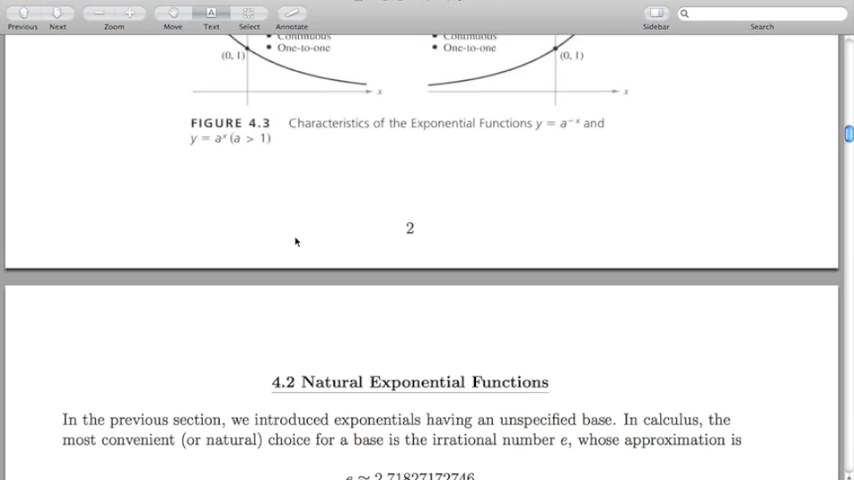 Previous Next Zoom Move Text Select Annotate Sidebar Search
• Continuous • Continuous
• One-to-one • One-to-one
(0, 1) (0, 1)
x x
FIGURE 4.3 Characteristics of the Exponential Functions y = a⁻ˣ and
y = aˣ (a > 1)
2
4.2 Natural Exponential Functions
In the previous section, we introduced exponentials having an unspecified base. In calculus, the
most convenient (or natural) choice for a base is the irrational number e, whose approximation is
e ≈ 2.71827172746